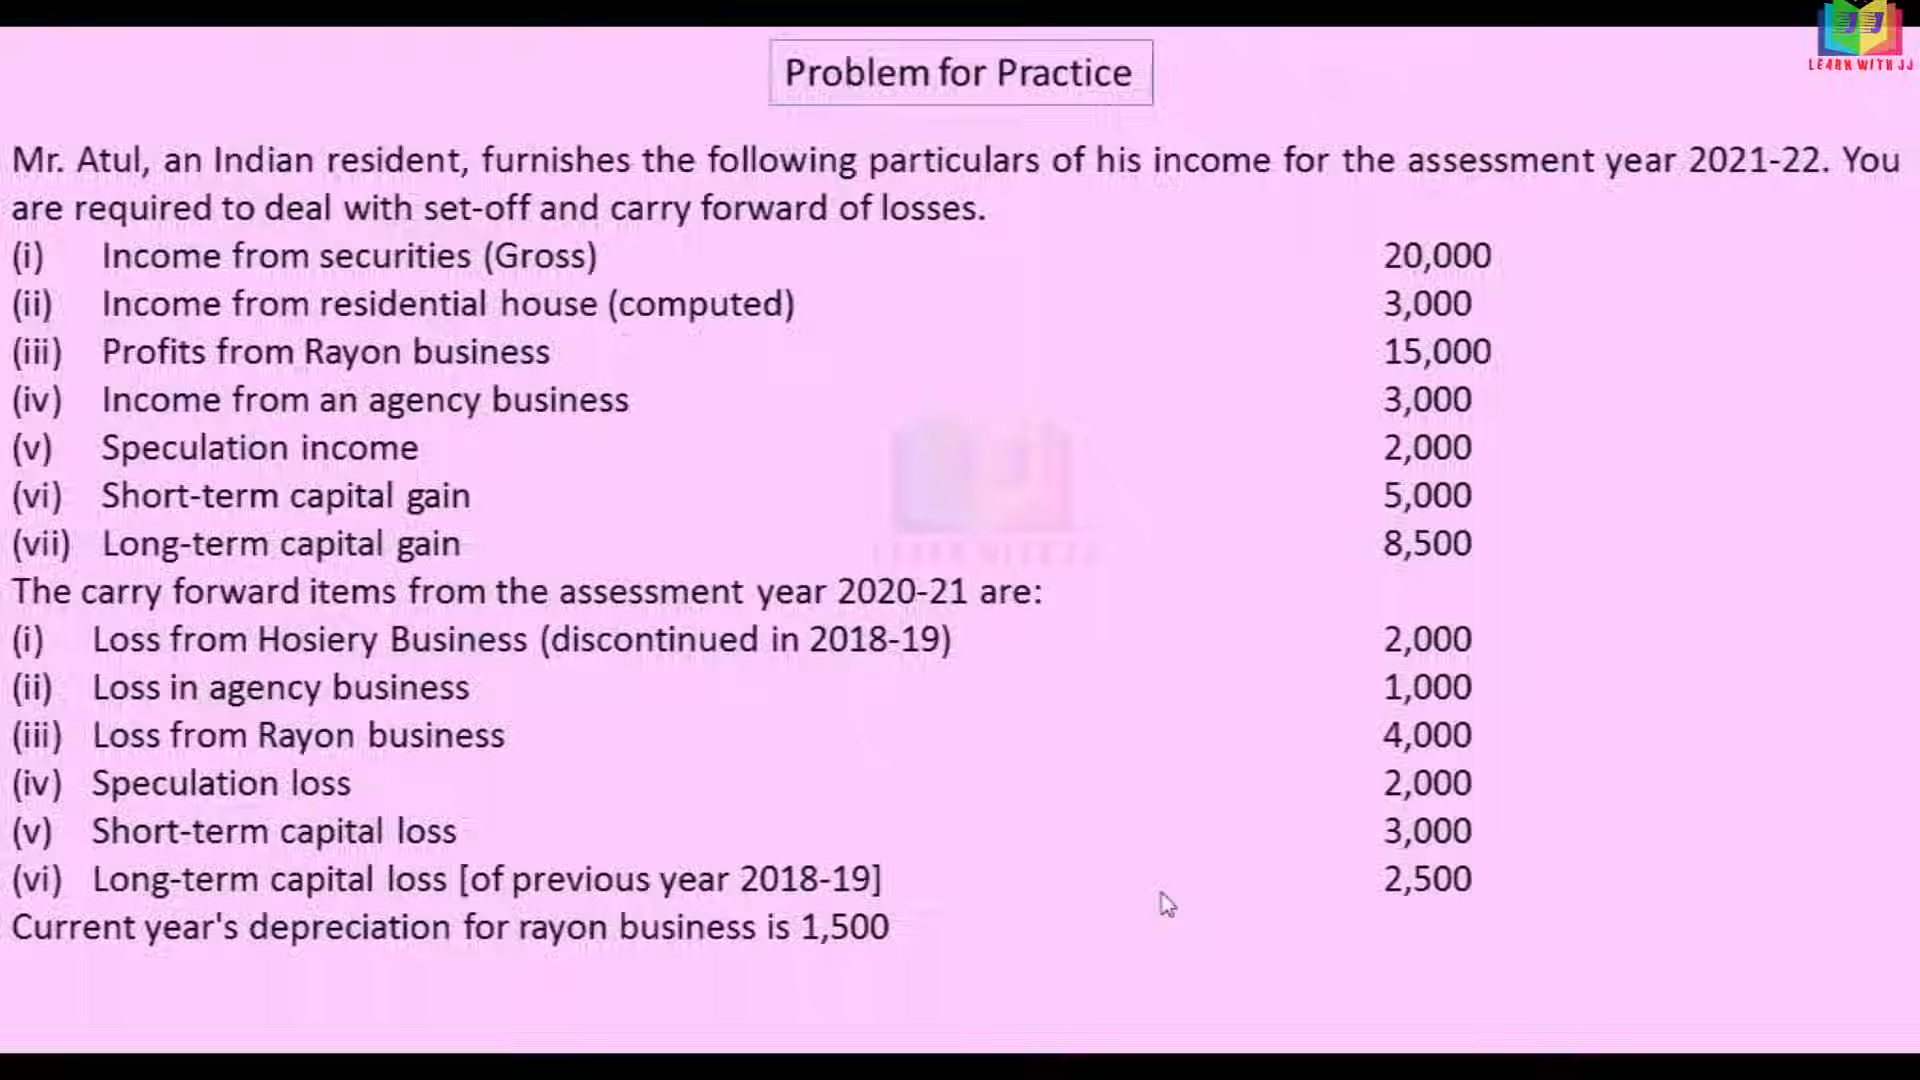 LEARN WITH JJ
Problem for Practice
Mr. Atul, an Indian resident, furnishes the following particulars of his income for the assessment year 2021-22. You
are required to deal with set-off and carry forward of losses.
(i) Income from securities (Gross) 20,000
(ii) Income from residential house (computed) 3,000
(iii) Profits from Rayon business 15,000
(iv) Income from an agency business 3,000
(v) Speculation income 2,000
(vi) Short-term capital gain 5,000
(vii) Long-term capital gain 8,500
The carry forward items from the assessment year 2020-21 are:
(i) Loss from Hosiery Business (discontinued in 2018-19) 2,000
(ii) Loss in agency business 1,000
(iii) Loss from Rayon business 4,000
(iv) Speculation loss 2,000
(v) Short-term capital loss 3,000
(vi) Long-term capital loss [of previous year 2018-19] 2,500
Current year's depreciation for rayon business is 1,500